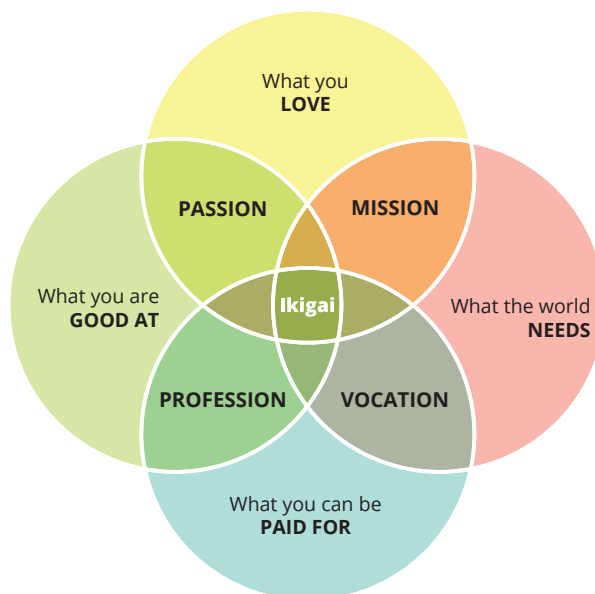 What you
LOVE
PASSION
MISSION
What you are
GOOD AT
Ikigai
What the world
NEEDS
PROFESSION
VOCATION
What you can be
PAID FOR